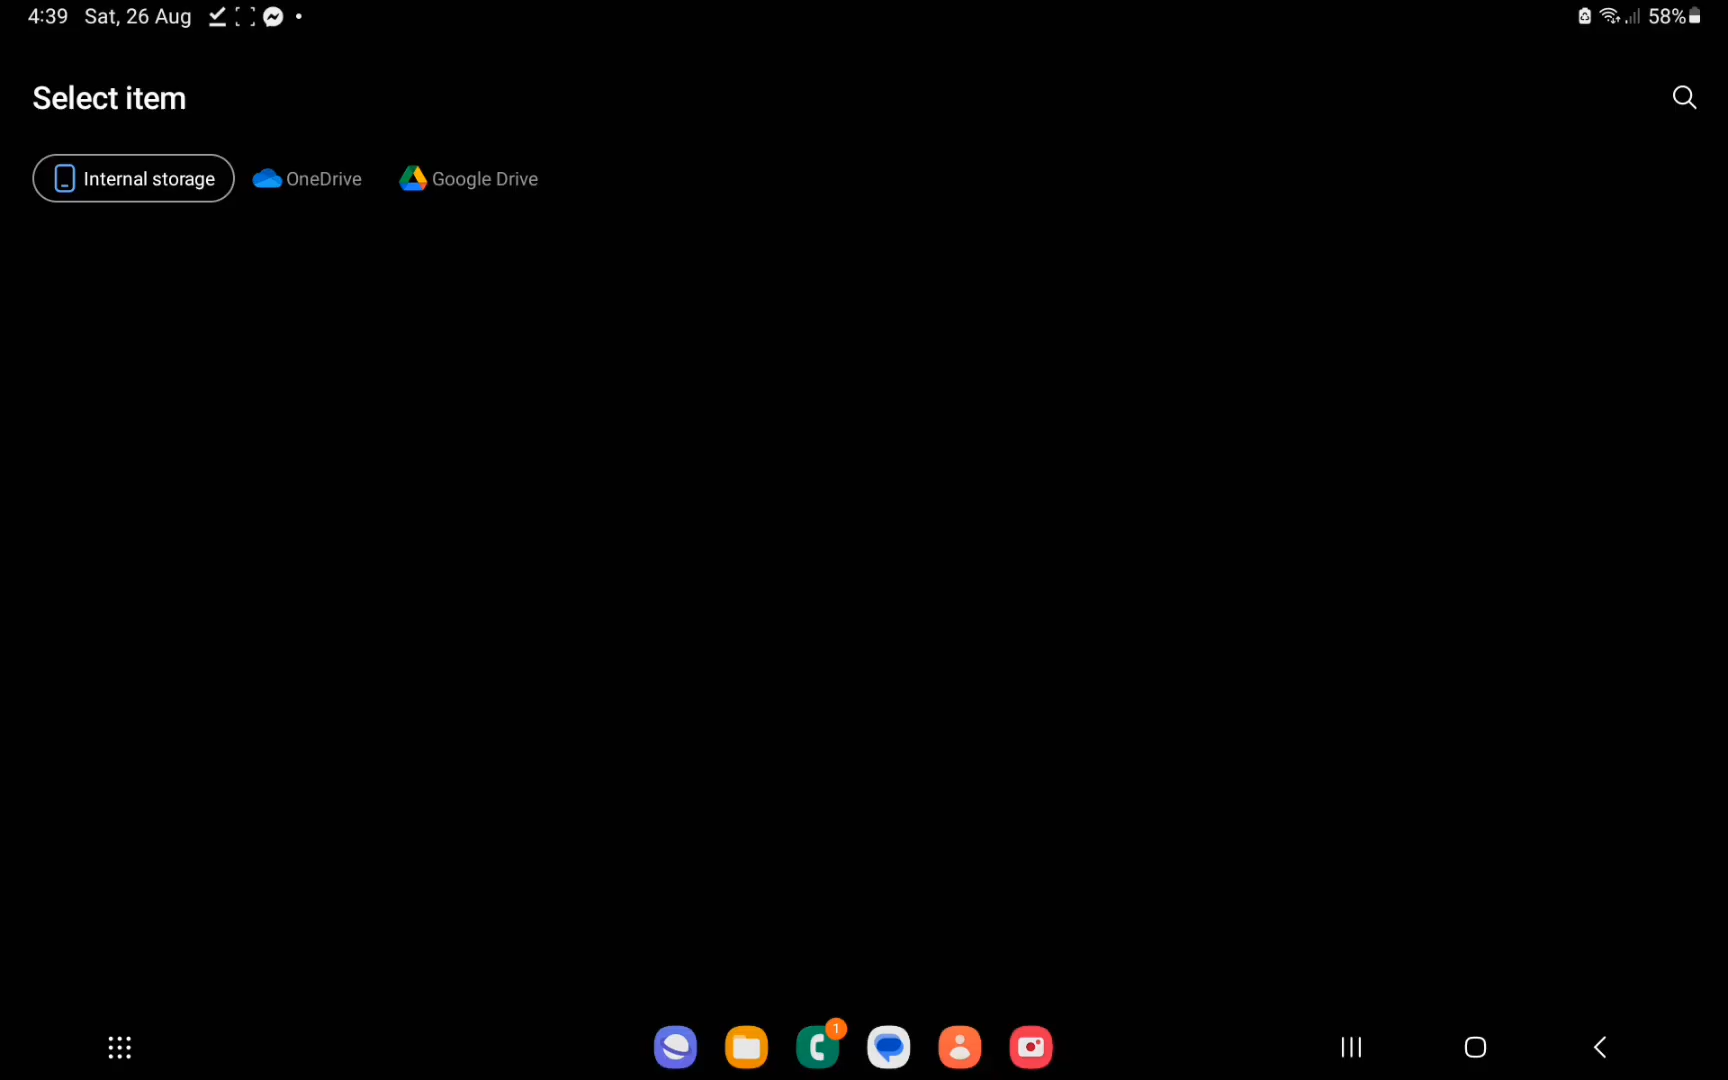 4:39 Sat, 26 Aug 58%
Select item
Internal storage OneDrive Google Drive
1